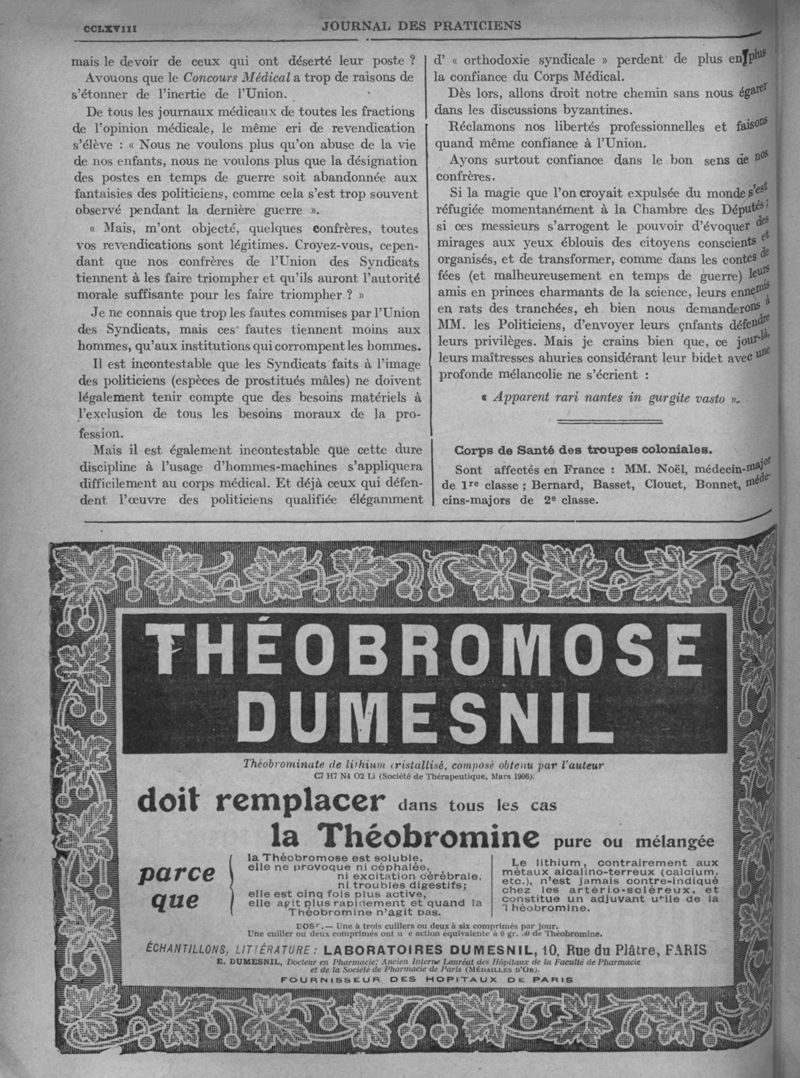 CCLXVIII
JOURNAL DES PRATICIENS
mais le devoir de ceux qui ont déserté leur poste ?
Avouons que le Concours Médical a trop de raisons de
s'étonner de l'inertie de l'Union.
De tous les journaux médicaux de toutes les fractions
de l'opinion médicale, le même cri de revendication
s'élève : « Nous ne voulons plus qu'on abuse de la vie
de nos enfants, nous ne voulons plus que la désignation
des postes en temps de guerre soit abandonnée aux
fantaisies des politiciens, comme cela s'est trop souvent
observé pendant la dernière guerre ».
« Mais, m'ont objecté, quelques confrères, toutes
vos revendications sont légitimes. Croyez-vous, cepen-
dant que nos confrères de l'Union des Syndicats
tiennent à les faire triompher et qu'ils auront l'autorité
morale suffisante pour les faire triompher ? »
Je ne connais que trop les fautes commises par l'Union
des Syndicats, mais ces fautes tiennent moins aux
hommes, qu'aux institutions qui corrompent les hommes.
Il est incontestable que les Syndicats faits à l'image
des politiciens (espèces de prostitués mâles) ne doivent
légalement tenir compte que des besoins matériels à
l'exclusion de tous les besoins moraux de la pro-
fession.
Mais il est également incontestable que cette dure
discipline à l'usage d'hommes-machines s'appliquera
difficilement au corps médical. Et déjà ceux qui défen-
dent l'œuvre des politiciens qualifiée élégamment
d' « orthodoxie syndicale » perdent de plus en plus
la confiance du Corps Médical.
Dès lors, allons droit notre chemin sans nous égarer
dans les discussions byzantines.
Réclamons nos libertés professionnelles et faisons
quand même confiance à l'Union.
Ayons surtout confiance dans le bon sens de nos
confrères.
Si la magie que l'on croyait expulsée du monde s'est
réfugiée momentanément à la Chambre des Députés ;
si ces messieurs s'arrogent le pouvoir d'évoquer des
mirages aux yeux éblouis des citoyens conscients et
organisés, et de transformer, comme dans les contes de
fées (et malheureusement en temps de guerre) leurs
amis en princes charmants de la science, leurs ennemis
en rats des tranchées, eh bien nous demanderons à
MM. les Politiciens, d'envoyer leurs çnfants défendre
leurs privilèges. Mais je crains bien que, ce jour-là,
leurs maîtresses ahuries considérant leur bidet avec une
profonde mélancolie ne s'écrient :
« Apparent rari nantes in gurgite vasto ».
Corps de Santé des troupes coloniales.
Sont affectés en France : MM. Noël, médecin-major
de 1re classe ; Bernard, Basset, Clouet, Bonnet, méde-
cins-majors de 2e classe.
THÉOBROMOSE
DUMESNIL
Théobrominate de lithium cristallisé, composé obtenu par l'auteur
C7 H7 N4 O2 Li (Société de Thérapeutique, Mars 1906).
doit remplacer dans tous les cas
la Théobromine pure ou mélangée
parce
que
la Théobromose est soluble,
elle ne provoque ni céphalée,
ni excitation cérébrale,
ni troubles digestifs;
elle est cinq fois plus active,
elle agit plus rapidement et quand la
Théobromine n'agit pas.
Le lithium, contrairement aux
métaux alcalino-terreux (calcium,
etc.), n'est jamais contre-indiqué
chez les artério-scléreux, et
constitue un adjuvant utile de la
Théobromine.
DOSE.— Une à trois cuillers ou deux à six comprimés par jour.
Une cuiller ou deux comprimés ont une action équivalente à 0 gr. 50 de Théobromine.
ÉCHANTILLONS, LITTÉRATURE : LABORATOIRES DUMESNIL, 10, Rue du Plâtre, PARIS
E. DUMESNIL, Docteur en Pharmacie; Ancien Interne Lauréat des Hôpitaux de la Faculté de Pharmacie
et de la Société de Pharmacie de Paris (MÉDAILLES D'OR).
FOURNISSEUR DES HOPITAUX DE PARIS